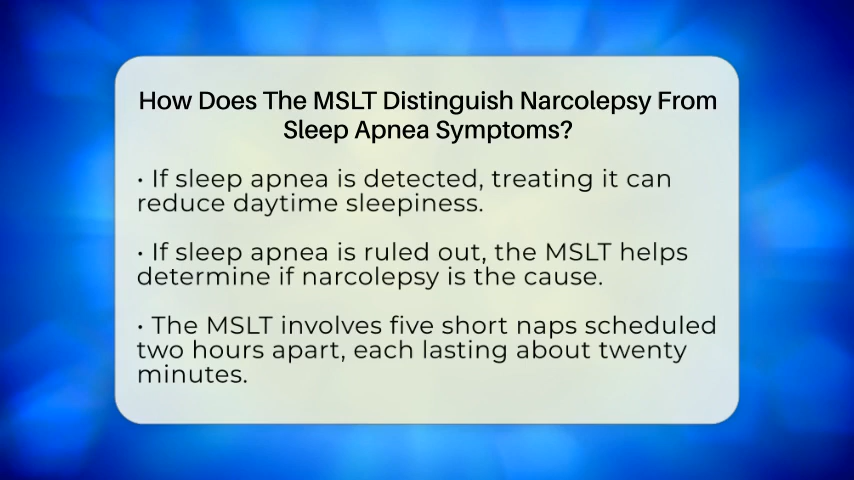 How Does The MSLT Distinguish Narcolepsy From
Sleep Apnea Symptoms?
• If sleep apnea is detected, treating it can
reduce daytime sleepiness.
• If sleep apnea is ruled out, the MSLT helps
determine if narcolepsy is the cause.
• The MSLT involves five short naps scheduled
two hours apart, each lasting about twenty
minutes.